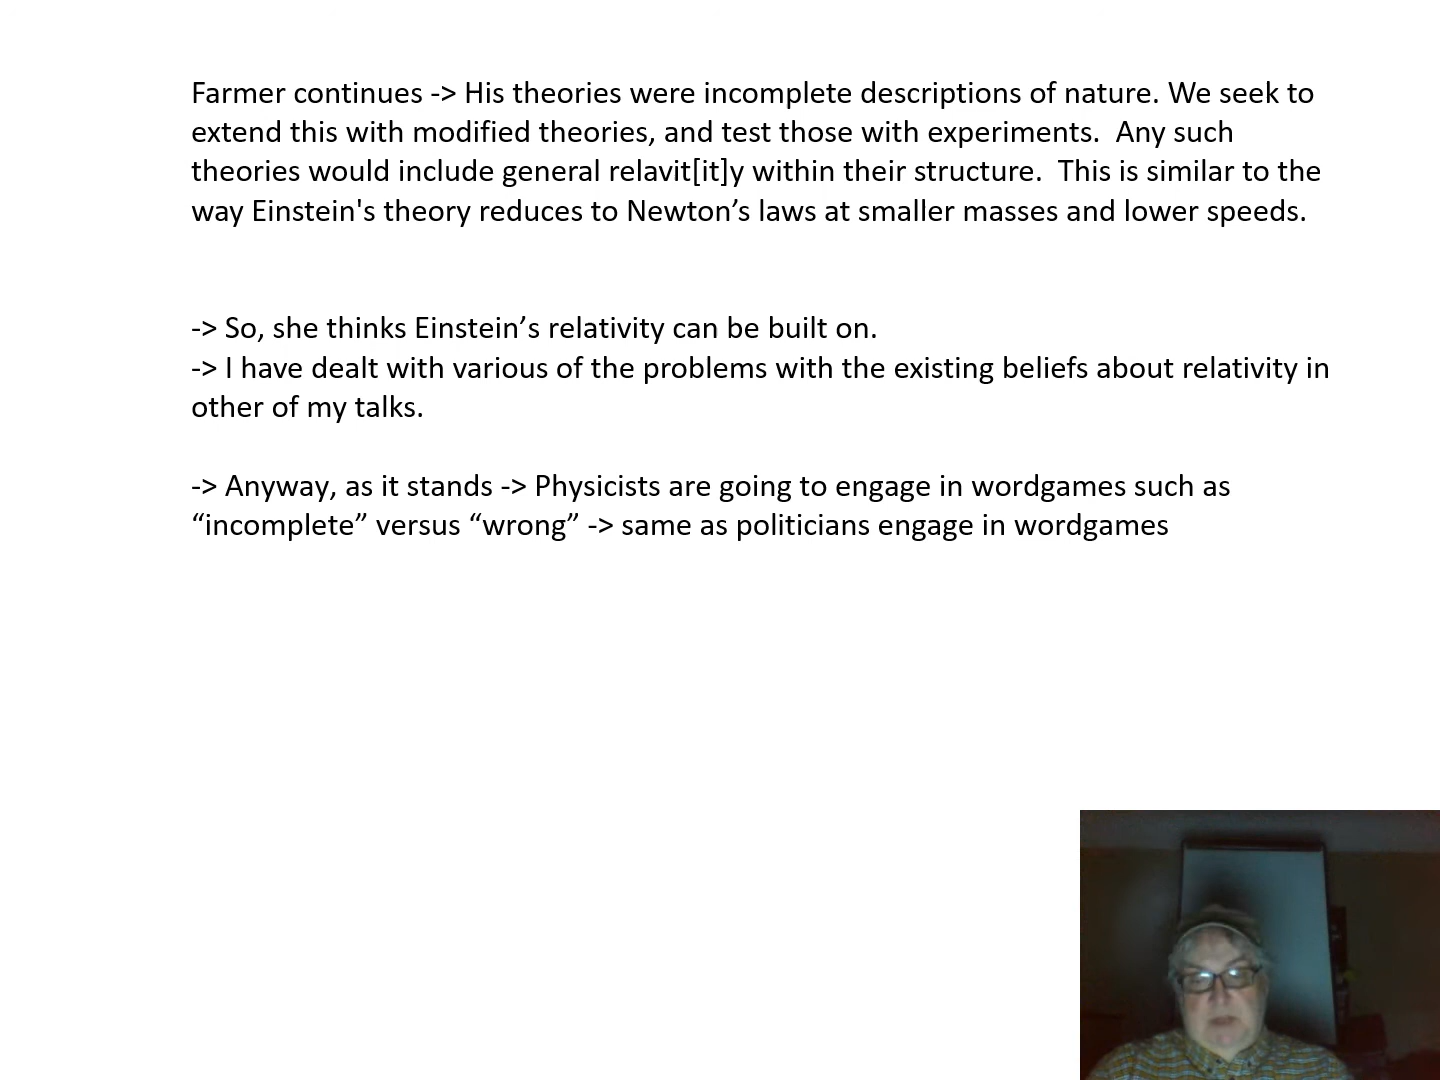 Farmer continues -> His theories were incomplete descriptions of nature. We seek to
extend this with modified theories, and test those with experiments.  Any such
theories would include general relavit[it]y within their structure.  This is similar to the
way Einstein's theory reduces to Newton’s laws at smaller masses and lower speeds.
-> So, she thinks Einstein’s relativity can be built on.
-> I have dealt with various of the problems with the existing beliefs about relativity in
other of my talks.
-> Anyway, as it stands -> Physicists are going to engage in wordgames such as
“incomplete” versus “wrong” -> same as politicians engage in wordgames